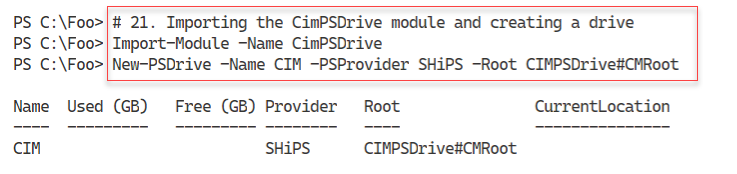 PS C:\Foo> # 21. Importing the CimPSDrive module and creating a drive
PS C:\Foo> Import-Module -Name CimPSDrive
PS C:\Foo> New-PSDrive -Name CIM -PSProvider SHiPS -Root CIMPSDrive#CMRoot
Name Used (GB) Free (GB) Provider Root CurrentLocation
---- --------- --------- -------- ---- ---------------
CIM SHiPS CIMPSDrive#CMRoot